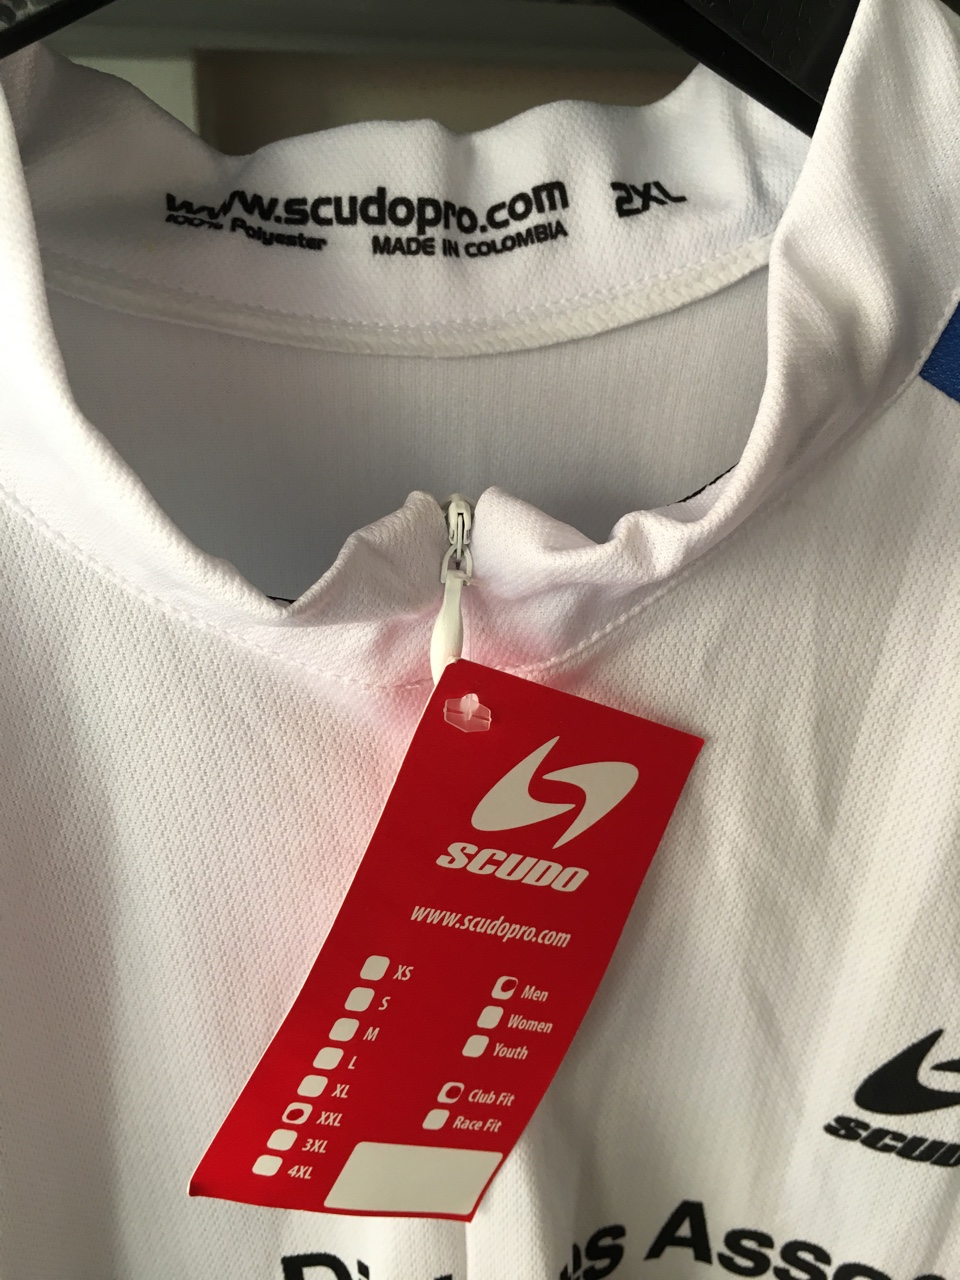 www.scudopro.com 2XL
100% Polyester MADE IN COLOMBIA
SCUDO
www.scudopro.com
XS
S
M
L
XL
XXL
3XL
4XL
Men
Women
Youth
Club Fit
Race Fit
SCUD